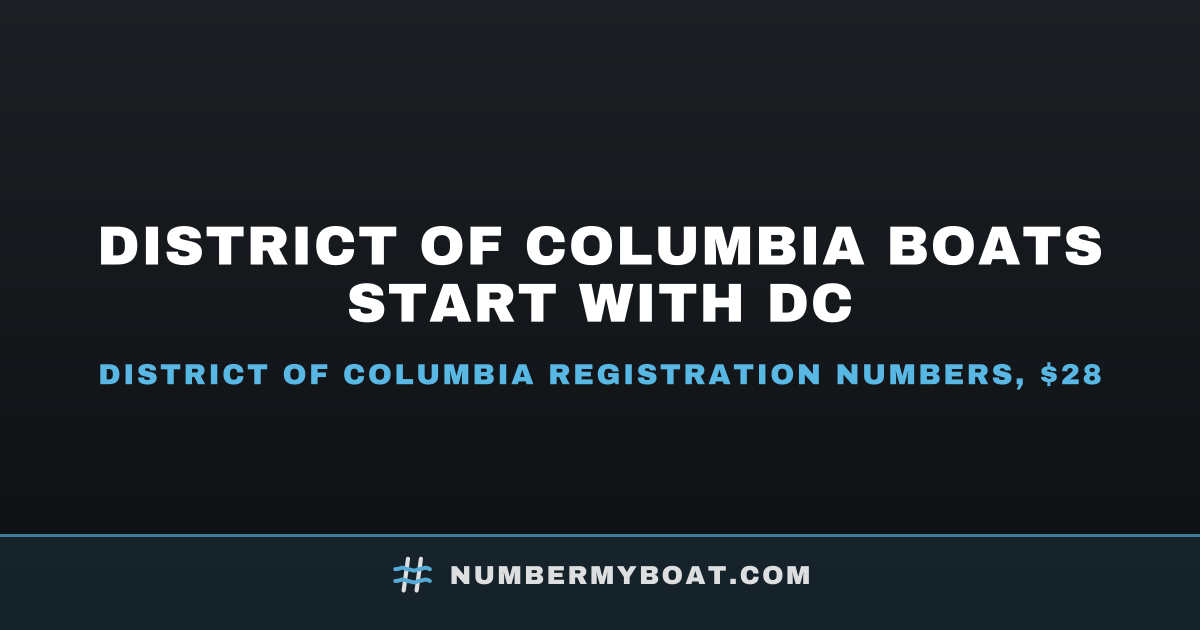 DISTRICT OF COLUMBIA BOATS
START WITH DC
DISTRICT OF COLUMBIA REGISTRATION NUMBERS, $28
NUMBERMYBOAT.COM